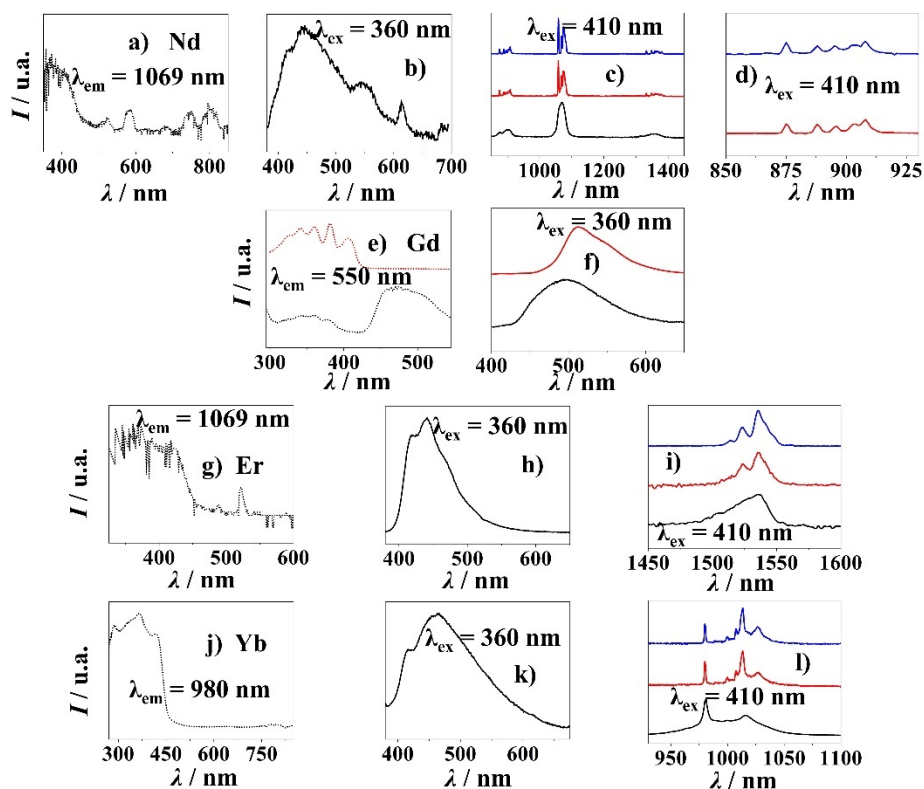 a) Nd
λem = 1069 nm
I / u.a.
400 600 800
λ / nm
λex = 360 nm
b)
400 500 600 700
λ / nm
λex = 410 nm
c)
1000 1200 1400
λ / nm
d)
λex = 410 nm
850 875 900 925
λ / nm
e) Gd
λem = 550 nm
I / u.a.
300 400 500
λ / nm
λex = 360 nm
f)
400 500 600
λ / nm
λem = 1069 nm
g) Er
I / u.a.
400 500 600
λ / nm
λex = 360 nm
h)
400 500 600
λ / nm
i)
λex = 410 nm
1450 1500 1550 1600
λ / nm
j) Yb
λem = 980 nm
I / u.a.
300 450 600 750
λ / nm
λex = 360 nm
k)
400 500 600
λ / nm
l)
λex = 410 nm
950 1000 1050 1100
λ / nm